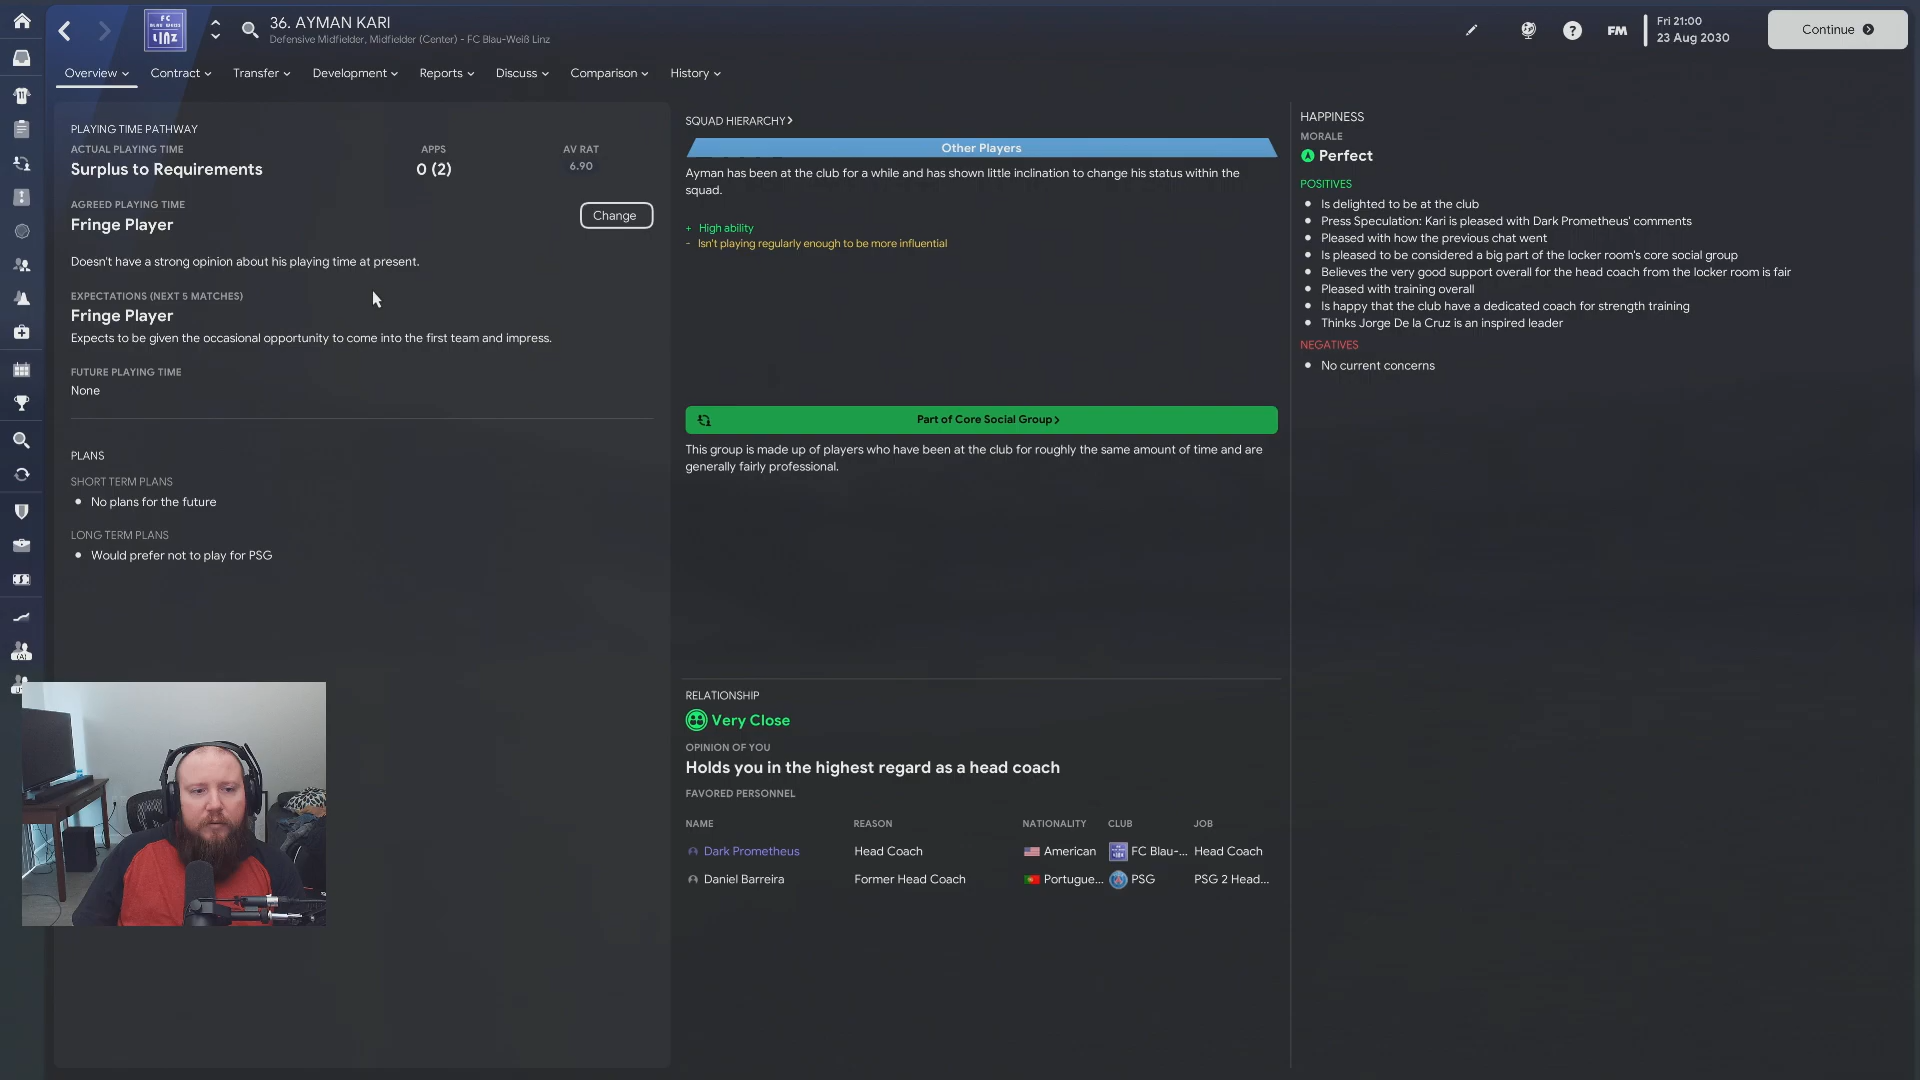 36. AYMAN KARI
Defensive Midfielder, Midfielder (Center) - FC Blau-Weiß Linz
FC
BLAU WEISS
LINZ
FM
Fri 21:00
23 Aug 2030
Continue
Overview
Contract
Transfer
Development
Reports
Discuss
Comparison
History
PLAYING TIME PATHWAY
ACTUAL PLAYING TIME
Surplus to Requirements
APPS
0 (2)
AV RAT
6.90
AGREED PLAYING TIME
Fringe Player
Change
Doesn't have a strong opinion about his playing time at present.
EXPECTATIONS (NEXT 5 MATCHES)
Fringe Player
Expects to be given the occasional opportunity to come into the first team and impress.
FUTURE PLAYING TIME
None
PLANS
SHORT TERM PLANS
• No plans for the future
LONG TERM PLANS
• Would prefer not to play for PSG
SQUAD HIERARCHY>
Other Players
Ayman has been at the club for a while and has shown little inclination to change his status within the
squad.
+ High ability
- Isn't playing regularly enough to be more influential
Part of Core Social Group>
This group is made up of players who have been at the club for roughly the same amount of time and are
generally fairly professional.
RELATIONSHIP
Very Close
OPINION OF YOU
Holds you in the highest regard as a head coach
FAVORED PERSONNEL
NAME REASON NATIONALITY CLUB JOB
Dark Prometheus Head Coach American FC Blau-... Head Coach
Daniel Barreira Former Head Coach Portugue... PSG PSG 2 Head...
HAPPINESS
MORALE
Perfect
POSITIVES
• Is delighted to be at the club
• Press Speculation: Kari is pleased with Dark Prometheus' comments
• Pleased with how the previous chat went
• Is pleased to be considered a big part of the locker room's core social group
• Believes the very good support overall for the head coach from the locker room is fair
• Pleased with training overall
• Is happy that the club have a dedicated coach for strength training
• Thinks Jorge De la Cruz is an inspired leader
NEGATIVES
• No current concerns